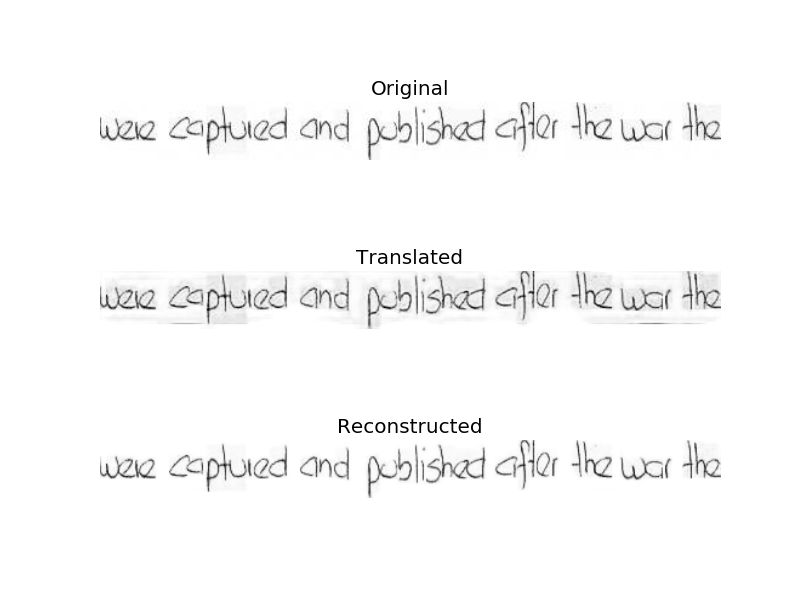 Original
were captured and published after the war the
Translated
were captured and published after the war the
Reconstructed
were captured and published after the war the